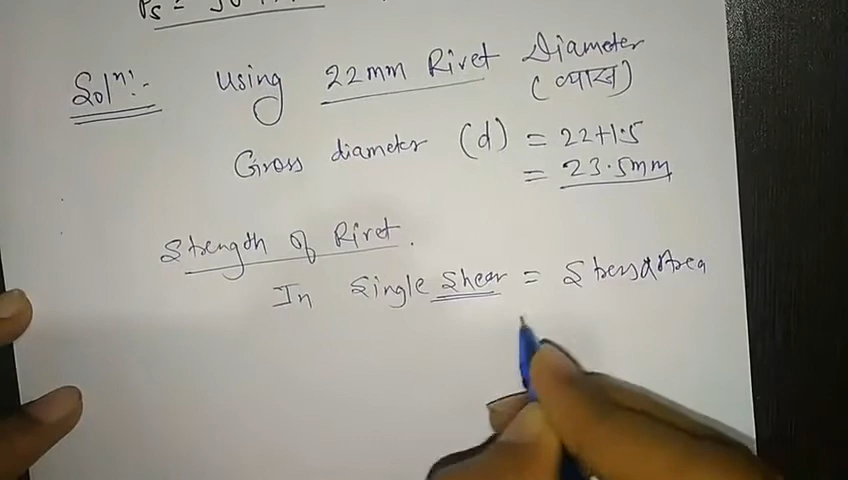 Solⁿ:- Using 22mm Rivet Diameter
(व्यास)
Gross diameter (d) = 22+1.5
= 23.5mm
Strength of Rivet.
In Single Shear = Stress x Area